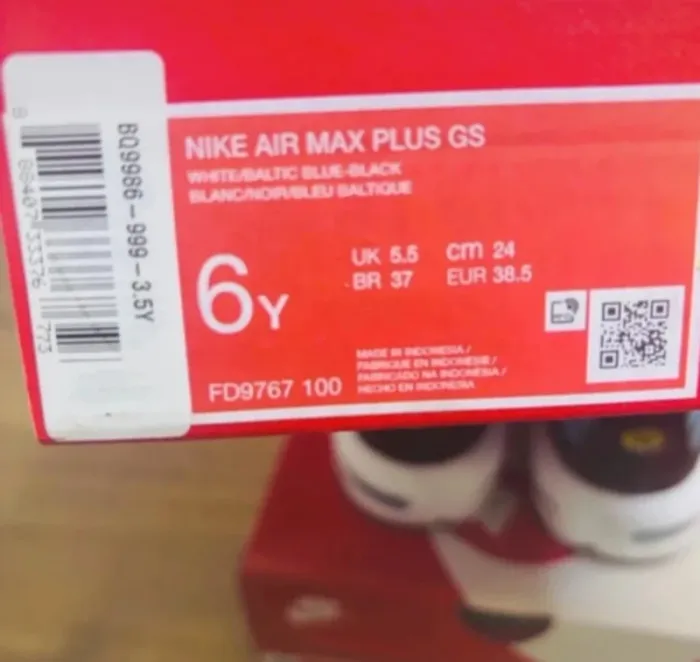 NIKE AIR MAX PLUS GS
WHITE/BALTIC BLUE-BLACK
BLANC/NOIR/BLEU BALTIQUE
6Y
UK 5.5 cm 24
BR 37 EUR 38.5
MADE IN INDONESIA /
FABRIQUE EN INDONESIE /
FABRICADO NA INDONESIA /
HECHO EN INDONESIA
FD9767 100
BQ9986-999-3.5Y